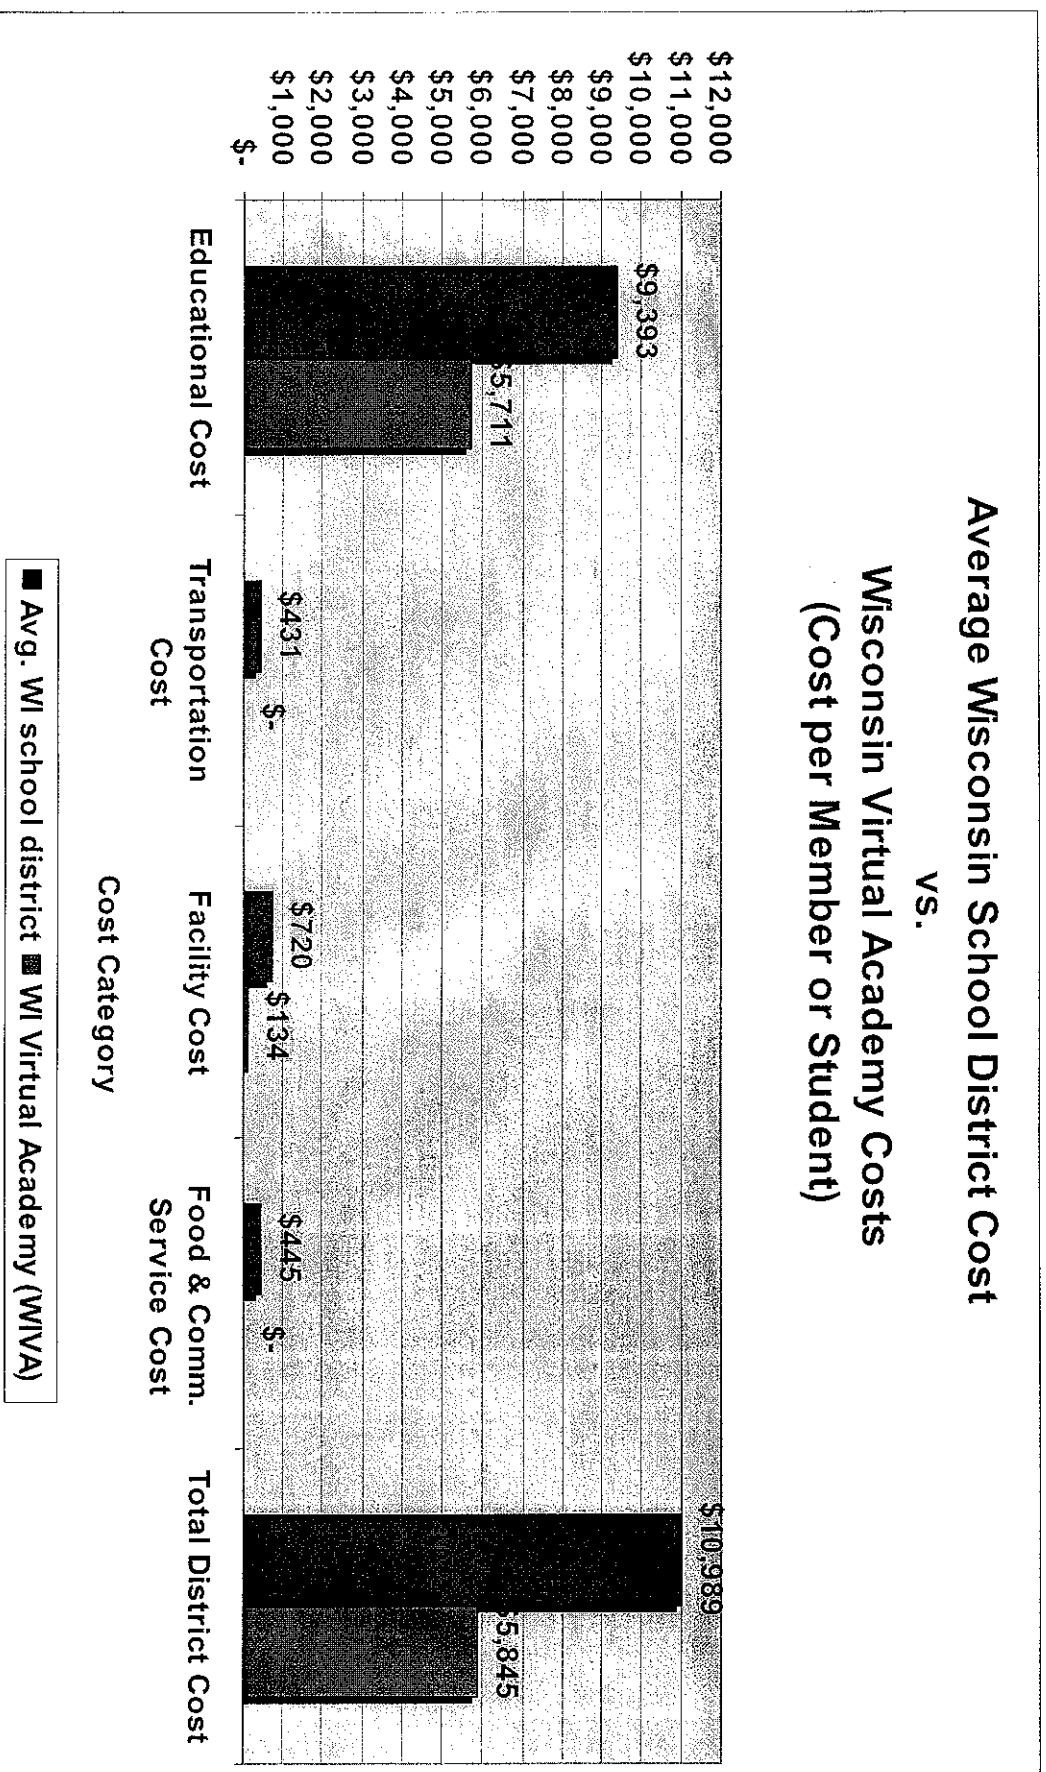 Average Wisconsin School District Cost
vs.
Wisconsin Virtual Academy Costs
(Cost per Member or Student)
$12,000
$11,000
$10,000
$9,000
$8,000
$7,000
$6,000
$5,000
$4,000
$3,000
$2,000
$1,000
$-
$9,393
$5,711
$431
$-
$720
$134
$445
$-
$10,989
$5,845
Educational Cost
Transportation
Cost
Facility Cost
Food & Comm.
Service Cost
Total District Cost
Cost Category
Avg. WI school district WI Virtual Academy (WIVA)